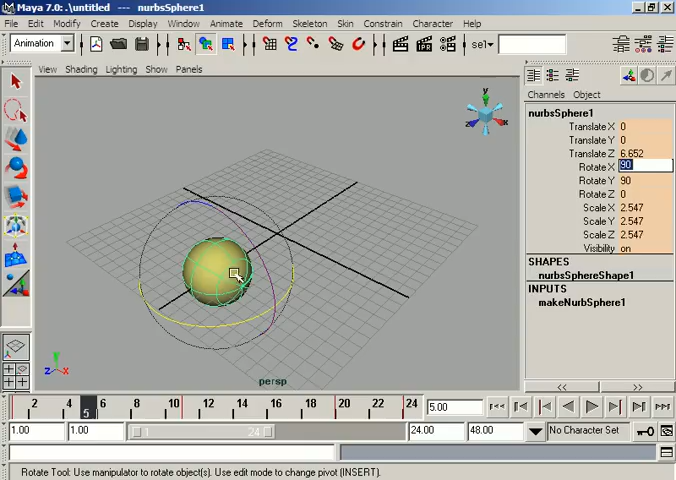 Maya 7.0: .\untitled --- nurbsSphere1
File Edit Modify Create Display Window Animate Deform Skeleton Skin Constrain Character Help
Animation
sel
View Shading Lighting Show Panels
Channels Object
nurbsSphere1
Translate X 0
Translate Y 0
Translate Z 6.652
Rotate X 90
Rotate Y 90
Rotate Z 0
Scale X 2.547
Scale Y 2.547
Scale Z 2.547
Visibility on
SHAPES
nurbsSphereShape1
INPUTS
makeNurbSphere1
y
z x
y
z x
persp
<< >>
2 4 5 6 8 10 12 14 16 18 20 22 24
5.00
1.00 1.00 1 24 24.00 48.00 No Character Set
Rotate Tool: Use manipulator to rotate object(s). Use edit mode to change pivot (INSERT).